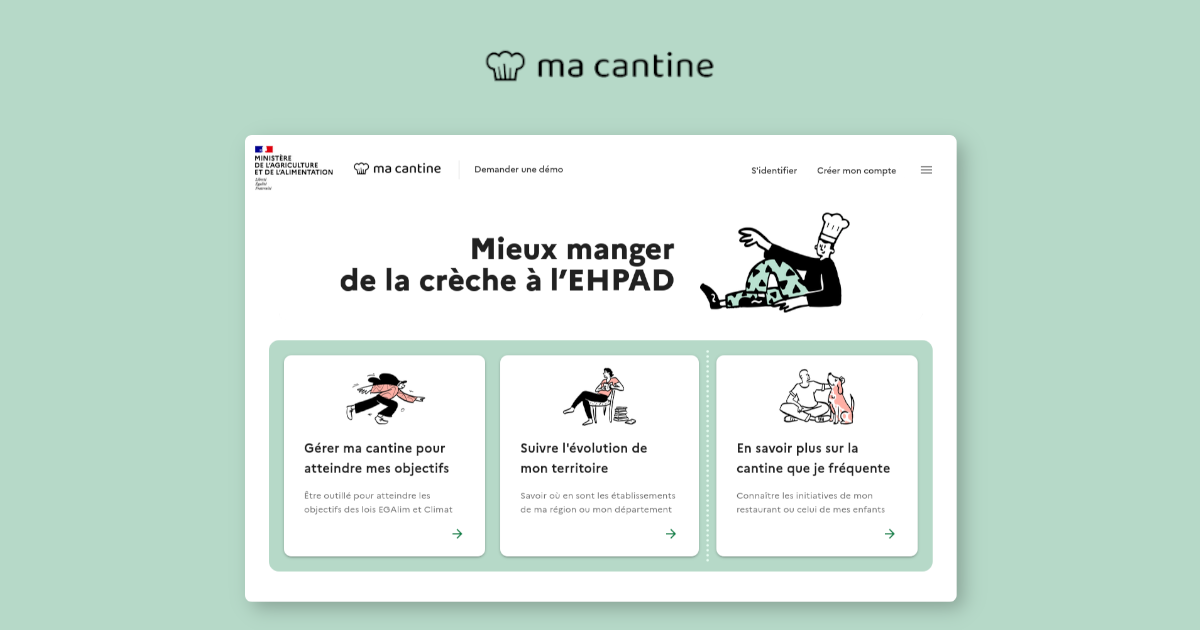 ma cantine
MINISTÈRE
DE L'AGRICULTURE
ET DE L'ALIMENTATION
Liberté
Égalité
Fraternité
ma cantine
Demander une démo
S'identifier
Créer mon compte
Mieux manger
de la crèche à l'EHPAD
Gérer ma cantine pour
atteindre mes objectifs
Être outillé pour atteindre les
objectifs des lois EGAlim et Climat
Suivre l'évolution de
mon territoire
Savoir où en sont les établissements
de ma région ou mon département
En savoir plus sur la
cantine que je fréquente
Connaître les initiatives de mon
restaurant ou celui de mes enfants